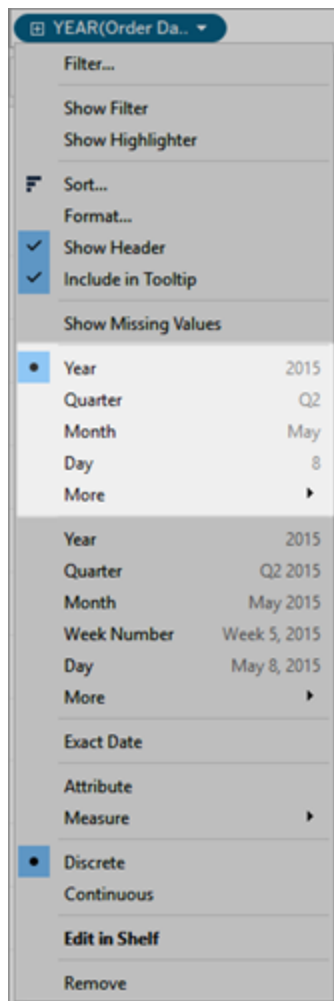 YEAR(Order Da..
Filter...
Show Filter
Show Highlighter
Sort...
Format...
Show Header
Include in Tooltip
Show Missing Values
Year 2015
Quarter Q2
Month May
Day 8
More
Year 2015
Quarter Q2 2015
Month May 2015
Week Number Week 5, 2015
Day May 8, 2015
More
Exact Date
Attribute
Measure
Discrete
Continuous
Edit in Shelf
Remove